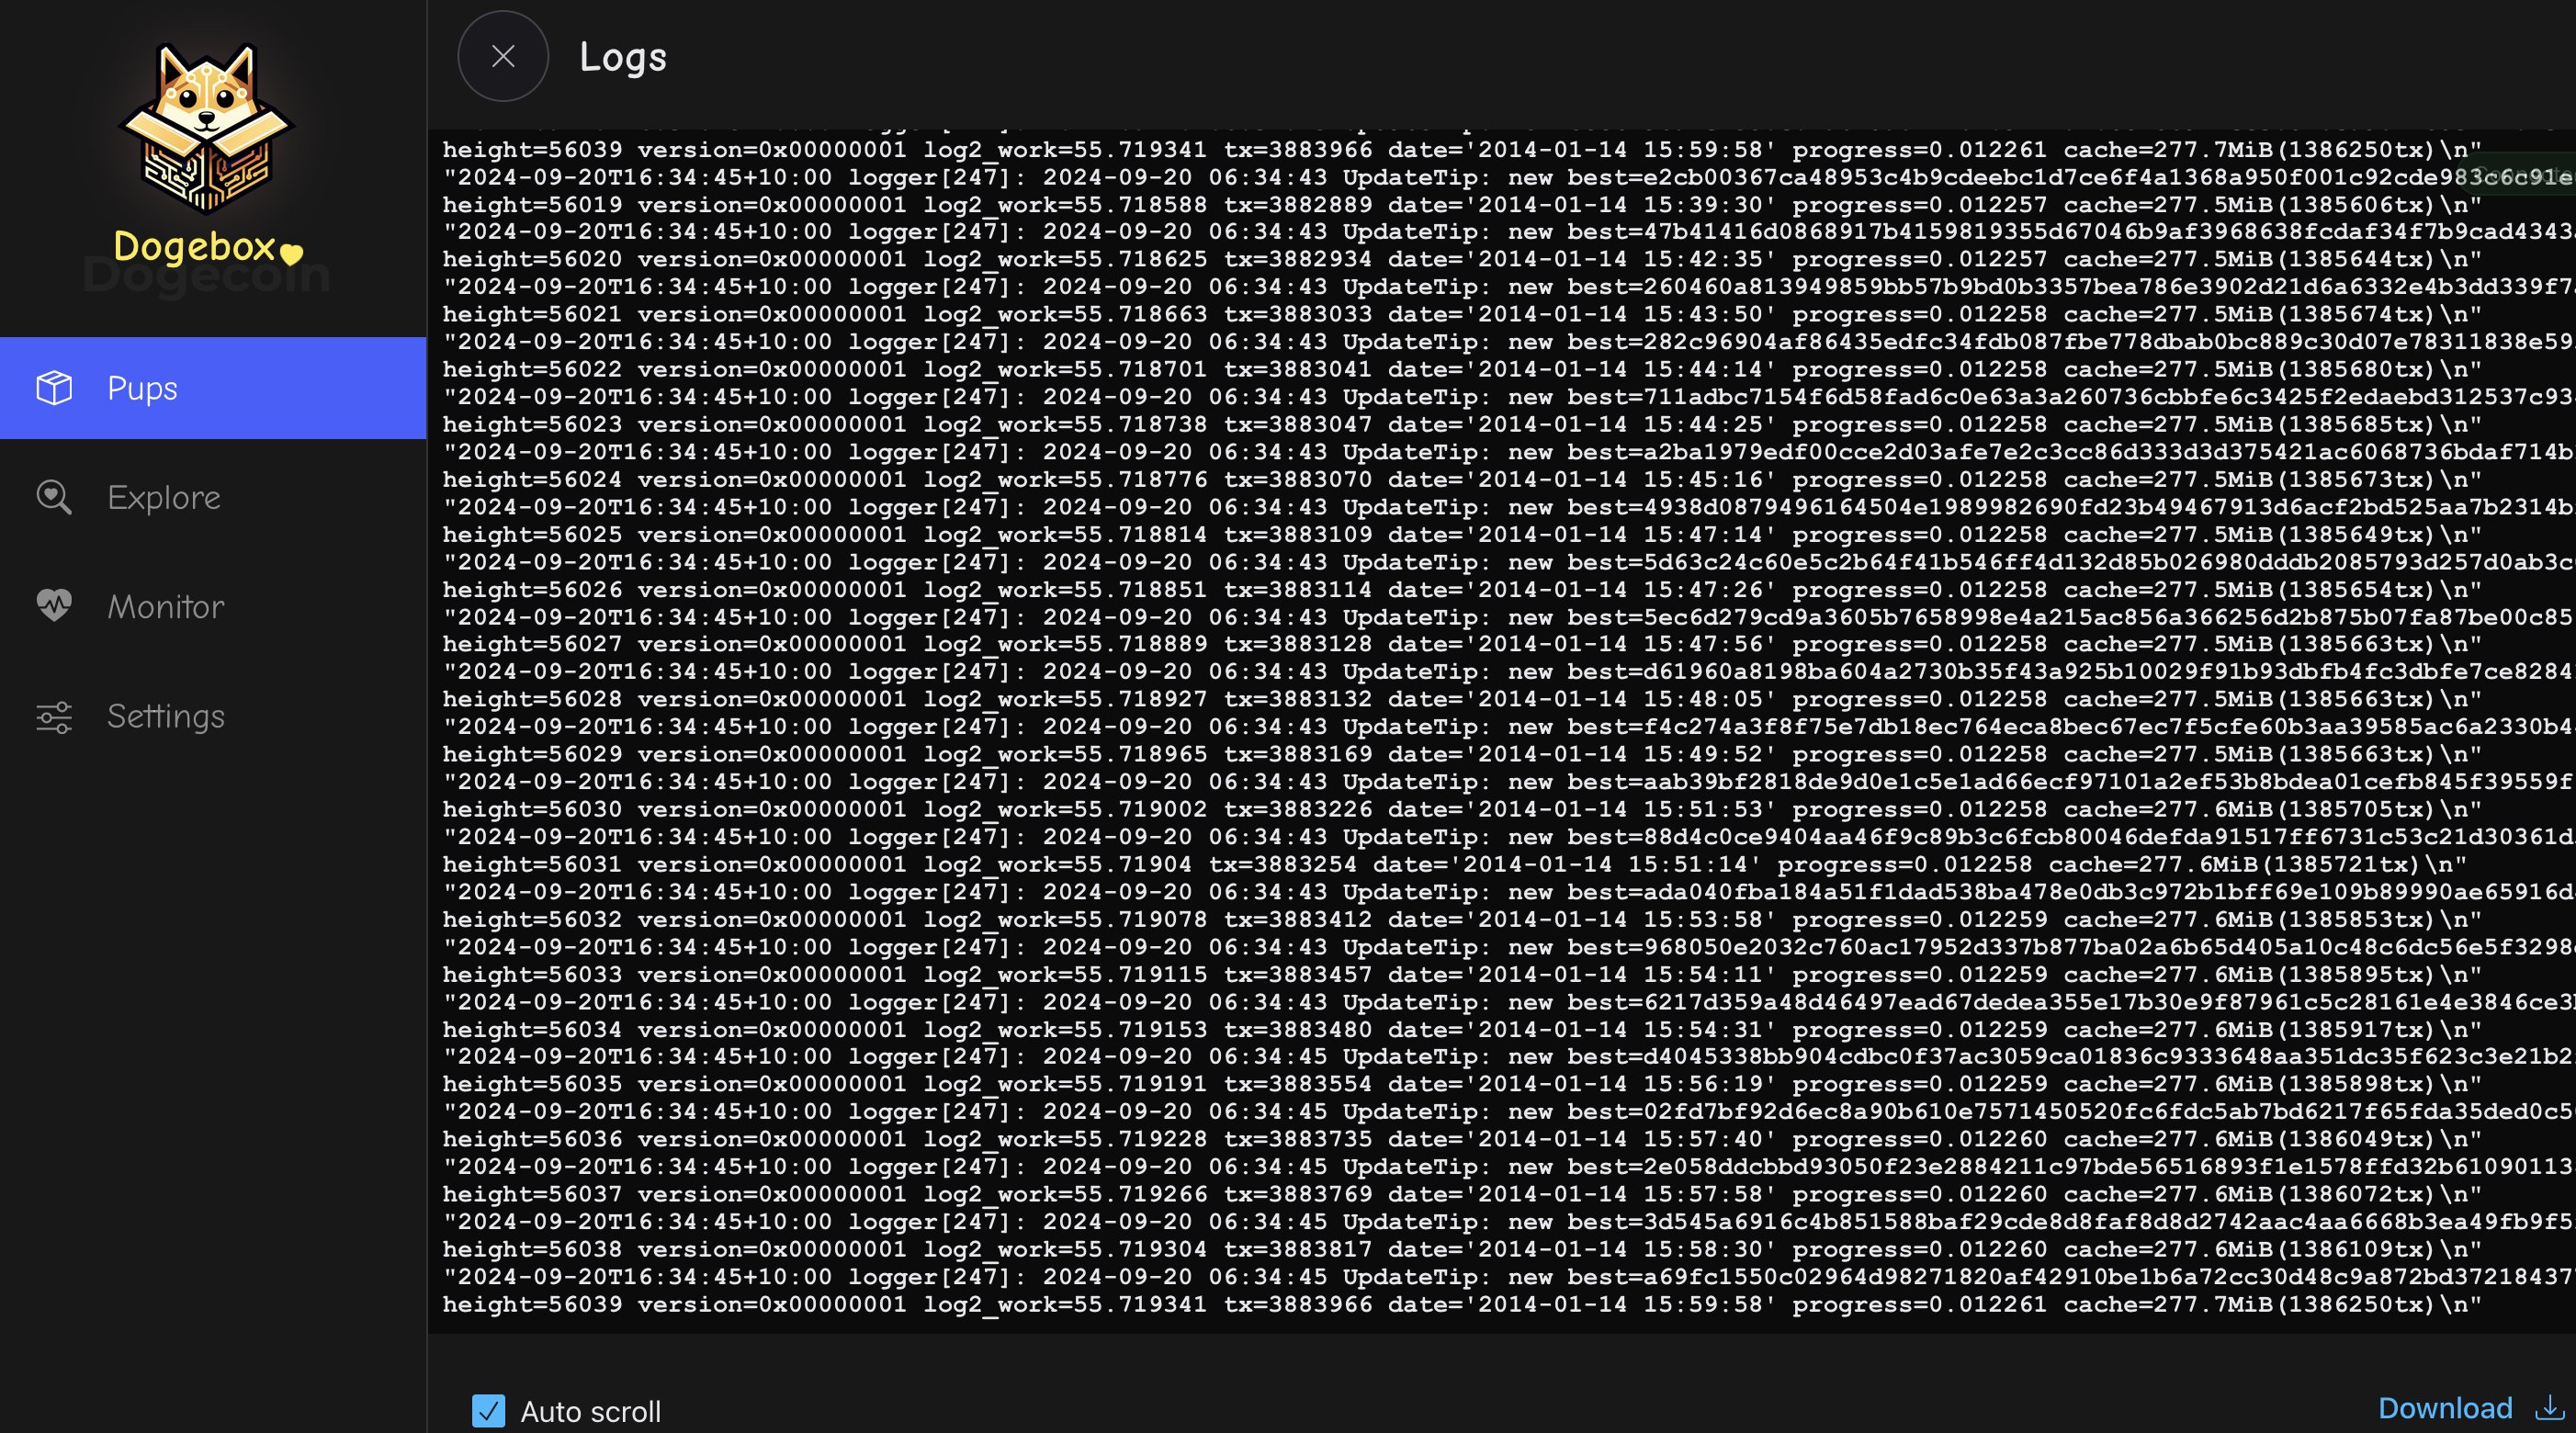 Dogebox
Dogecoin
Pups
Explore
Monitor
Settings
Logs
height=56039 version=0x00000001 log2_work=55.719341 tx=3883966 date='2014-01-14 15:59:58' progress=0.012261 cache=277.7MiB(1386250tx)\n"
"2024-09-20T16:34:45+10:00 logger[247]: 2024-09-20 06:34:43 UpdateTip: new best=e2cb00367ca48953c4b9cdeebc1d7ce6f4a1368a950f001c92cde983c6c91e
height=56019 version=0x00000001 log2_work=55.718588 tx=3882889 date='2014-01-14 15:39:30' progress=0.012257 cache=277.5MiB(1385606tx)\n"
"2024-09-20T16:34:45+10:00 logger[247]: 2024-09-20 06:34:43 UpdateTip: new best=47b41416d0868917b4159819355d67046b9af3968638fcdaf34f7b9cad4343
height=56020 version=0x00000001 log2_work=55.718625 tx=3882934 date='2014-01-14 15:42:35' progress=0.012257 cache=277.5MiB(1385644tx)\n"
"2024-09-20T16:34:45+10:00 logger[247]: 2024-09-20 06:34:43 UpdateTip: new best=260460a813949859bb57b9bd0b3357bea786e3902d21d6a6332e4b3dd339f7
height=56021 version=0x00000001 log2_work=55.718663 tx=3883033 date='2014-01-14 15:43:50' progress=0.012258 cache=277.5MiB(1385674tx)\n"
"2024-09-20T16:34:45+10:00 logger[247]: 2024-09-20 06:34:43 UpdateTip: new best=282c96904af86435edfc34fdb087fbe778dbab0bc889c30d07e78311838e59
height=56022 version=0x00000001 log2_work=55.718701 tx=3883041 date='2014-01-14 15:44:14' progress=0.012258 cache=277.5MiB(1385680tx)\n"
"2024-09-20T16:34:45+10:00 logger[247]: 2024-09-20 06:34:43 UpdateTip: new best=711adbc7154f6d58fad6c0e63a3a260736cbbfe6c3425f2edaebd312537c93
height=56023 version=0x00000001 log2_work=55.718738 tx=3883047 date='2014-01-14 15:44:25' progress=0.012258 cache=277.5MiB(1385685tx)\n"
"2024-09-20T16:34:45+10:00 logger[247]: 2024-09-20 06:34:43 UpdateTip: new best=a2ba1979edf00cce2d03afe7e2c3cc86d333d3d375421ac6068736bdaf714b
height=56024 version=0x00000001 log2_work=55.718776 tx=3883070 date='2014-01-14 15:45:16' progress=0.012258 cache=277.5MiB(1385673tx)\n"
"2024-09-20T16:34:45+10:00 logger[247]: 2024-09-20 06:34:43 UpdateTip: new best=4938d0879496164504e1989982690fd23b49467913d6acf2bd525aa7b2314b
height=56025 version=0x00000001 log2_work=55.718814 tx=3883109 date='2014-01-14 15:47:14' progress=0.012258 cache=277.5MiB(1385649tx)\n"
"2024-09-20T16:34:45+10:00 logger[247]: 2024-09-20 06:34:43 UpdateTip: new best=5d63c24c60e5c2b64f41b546ff4d132d85b026980dddb2085793d257d0ab3c
height=56026 version=0x00000001 log2_work=55.718851 tx=3883114 date='2014-01-14 15:47:26' progress=0.012258 cache=277.5MiB(1385654tx)\n"
"2024-09-20T16:34:45+10:00 logger[247]: 2024-09-20 06:34:43 UpdateTip: new best=5ec6d279cd9a3605b7658998e4a215ac856a366256d2b875b07fa87be00c85
height=56027 version=0x00000001 log2_work=55.718889 tx=3883128 date='2014-01-14 15:47:56' progress=0.012258 cache=277.5MiB(1385663tx)\n"
"2024-09-20T16:34:45+10:00 logger[247]: 2024-09-20 06:34:43 UpdateTip: new best=d61960a8198ba604a2730b35f43a925b10029f91b93dbfb4fc3dbfe7ce8284
height=56028 version=0x00000001 log2_work=55.718927 tx=3883132 date='2014-01-14 15:48:05' progress=0.012258 cache=277.5MiB(1385663tx)\n"
"2024-09-20T16:34:45+10:00 logger[247]: 2024-09-20 06:34:43 UpdateTip: new best=f4c274a3f8f75e7db18ec764eca8bec67ec7f5cfe60b3aa39585ac6a2330b4
height=56029 version=0x00000001 log2_work=55.718965 tx=3883169 date='2014-01-14 15:49:52' progress=0.012258 cache=277.5MiB(1385663tx)\n"
"2024-09-20T16:34:45+10:00 logger[247]: 2024-09-20 06:34:43 UpdateTip: new best=aab39bf2818de9d0e1c5e1ad66ecf97101a2ef53b8bdea01cefb845f39559f
height=56030 version=0x00000001 log2_work=55.719002 tx=3883226 date='2014-01-14 15:51:53' progress=0.012258 cache=277.6MiB(1385705tx)\n"
"2024-09-20T16:34:45+10:00 logger[247]: 2024-09-20 06:34:43 UpdateTip: new best=88d4c0ce9404aa46f9c89b3c6fcb80046defda91517ff6731c53c21d30361d
height=56031 version=0x00000001 log2_work=55.71904 tx=3883254 date='2014-01-14 15:51:14' progress=0.012258 cache=277.6MiB(1385721tx)\n"
"2024-09-20T16:34:45+10:00 logger[247]: 2024-09-20 06:34:43 UpdateTip: new best=ada040fba184a51f1dad538ba478e0db3c972b1bff69e109b89990ae65916d
height=56032 version=0x00000001 log2_work=55.719078 tx=3883412 date='2014-01-14 15:53:58' progress=0.012259 cache=277.6MiB(1385853tx)\n"
"2024-09-20T16:34:45+10:00 logger[247]: 2024-09-20 06:34:43 UpdateTip: new best=968050e2032c760ac17952d337b877ba02a6b65d405a10c48c6dc56e5f3298
height=56033 version=0x00000001 log2_work=55.719115 tx=3883457 date='2014-01-14 15:54:11' progress=0.012259 cache=277.6MiB(1385895tx)\n"
"2024-09-20T16:34:45+10:00 logger[247]: 2024-09-20 06:34:43 UpdateTip: new best=6217d359a48d46497ead67dedea355e17b30e9f87961c5c28161e4e3846ce3
height=56034 version=0x00000001 log2_work=55.719153 tx=3883480 date='2014-01-14 15:54:31' progress=0.012259 cache=277.6MiB(1385917tx)\n"
"2024-09-20T16:34:45+10:00 logger[247]: 2024-09-20 06:34:45 UpdateTip: new best=d4045338bb904cdbc0f37ac3059ca01836c9333648aa351dc35f623c3e21b2
height=56035 version=0x00000001 log2_work=55.719191 tx=3883554 date='2014-01-14 15:56:19' progress=0.012259 cache=277.6MiB(1385898tx)\n"
"2024-09-20T16:34:45+10:00 logger[247]: 2024-09-20 06:34:45 UpdateTip: new best=02fd7bf92d6ec8a90b610e7571450520fc6fdc5ab7bd6217f65fda35ded0c5
height=56036 version=0x00000001 log2_work=55.719228 tx=3883735 date='2014-01-14 15:57:40' progress=0.012260 cache=277.6MiB(1386049tx)\n"
"2024-09-20T16:34:45+10:00 logger[247]: 2024-09-20 06:34:45 UpdateTip: new best=2e058ddcbbd93050f23e2884211c97bde56516893f1e1578ffd32b61090113
height=56037 version=0x00000001 log2_work=55.719266 tx=3883769 date='2014-01-14 15:57:58' progress=0.012260 cache=277.6MiB(1386072tx)\n"
"2024-09-20T16:34:45+10:00 logger[247]: 2024-09-20 06:34:45 UpdateTip: new best=3d545a6916c4b851588baf29cde8d8faf8d8d2742aac4aa6668b3ea49fb9f5
height=56038 version=0x00000001 log2_work=55.719304 tx=3883817 date='2014-01-14 15:58:30' progress=0.012260 cache=277.6MiB(1386109tx)\n"
"2024-09-20T16:34:45+10:00 logger[247]: 2024-09-20 06:34:45 UpdateTip: new best=a69fc1550c02964d98271820af42910be1b6a72cc30d48c9a872bd37218437
height=56039 version=0x00000001 log2_work=55.719341 tx=3883966 date='2014-01-14 15:59:58' progress=0.012261 cache=277.7MiB(1386250tx)\n"
Auto scroll
Download